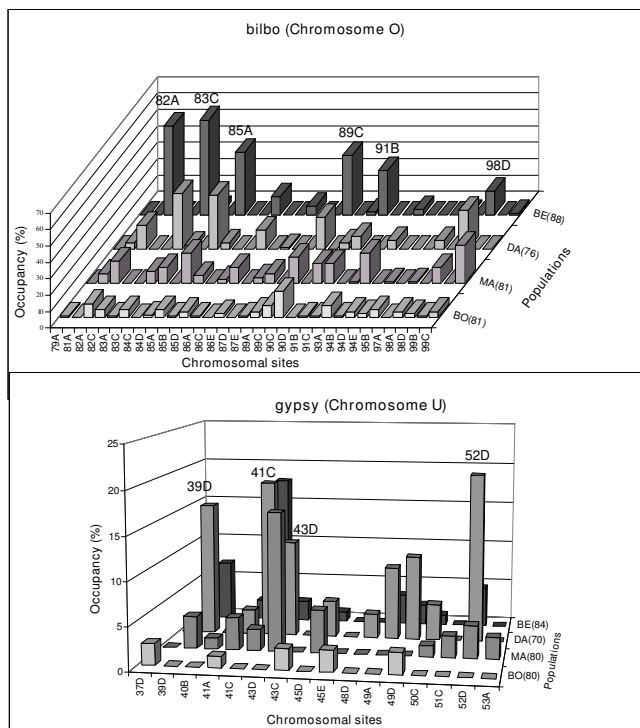 bilbo (Chromosome O)
82A
83C
85A
89C
91B
98D
70
60
50
40
30
20
10
0
Occupancy (%)
BE(88)
DA(76)
MA(81)
BO(81)
Populations
79A 81A 82A 82C 83A 83C 84C 84D 85A 85B 85D 86A 86C 86E 87D 87E 89A 89C 90C 90D 91B 91C 93A 94B 94D 94E 95B 97A 98A 98D 99B 99C
Chromosomal sites
gypsy (Chromosome U)
25
20
15
10
5
0
Occupancy (%)
39D
41C
43D
52D
BE(84)
DA(70)
MA(80)
BO(80)
Populations
37D 39D 40B 41A 41C 43D 43C 45D 45E 48D 49A 49D 50C 51C 52D 53A
Chromosomal sites